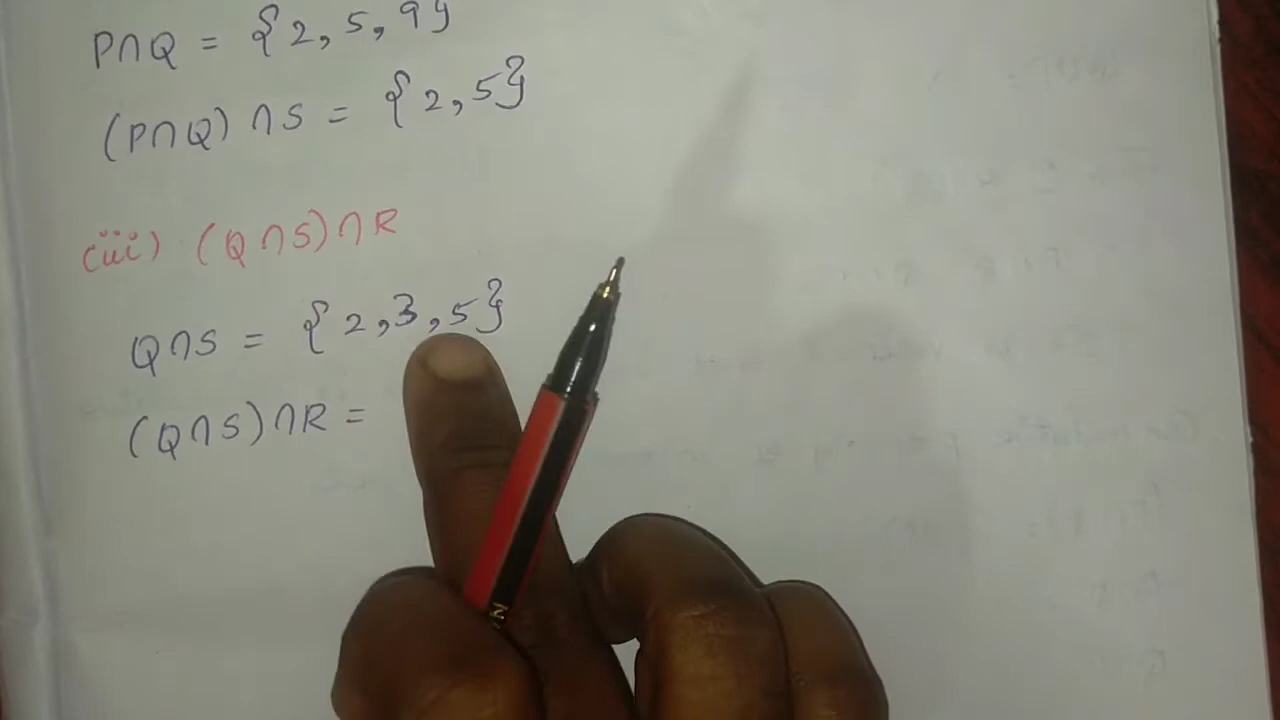 P∩Q = {2, 5, 9}
(P∩Q) ∩S = {2, 5}
(iii) (Q∩S)∩R
Q∩S = {2,3,5}
(Q∩S)∩R =